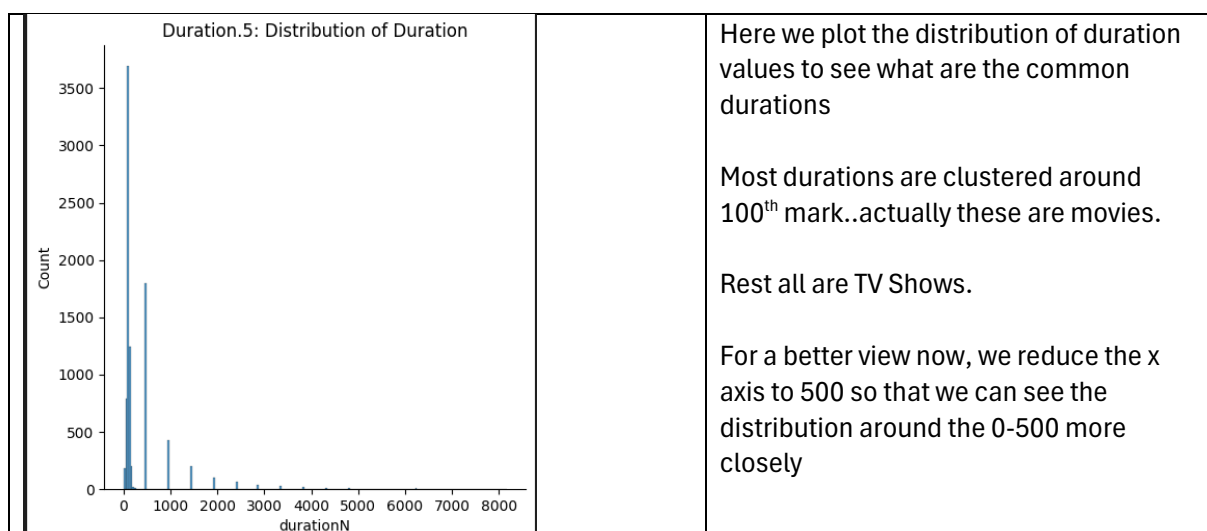 Duration.5: Distribution of Duration
3500
3000
2500
2000
1500
1000
500
0
Count
0 1000 2000 3000 4000 5000 6000 7000 8000
durationN
Here we plot the distribution of duration
values to see what are the common
durations
Most durations are clustered around
100th mark..actually these are movies.
Rest all are TV Shows.
For a better view now, we reduce the x
axis to 500 so that we can see the
distribution around the 0-500 more
closely